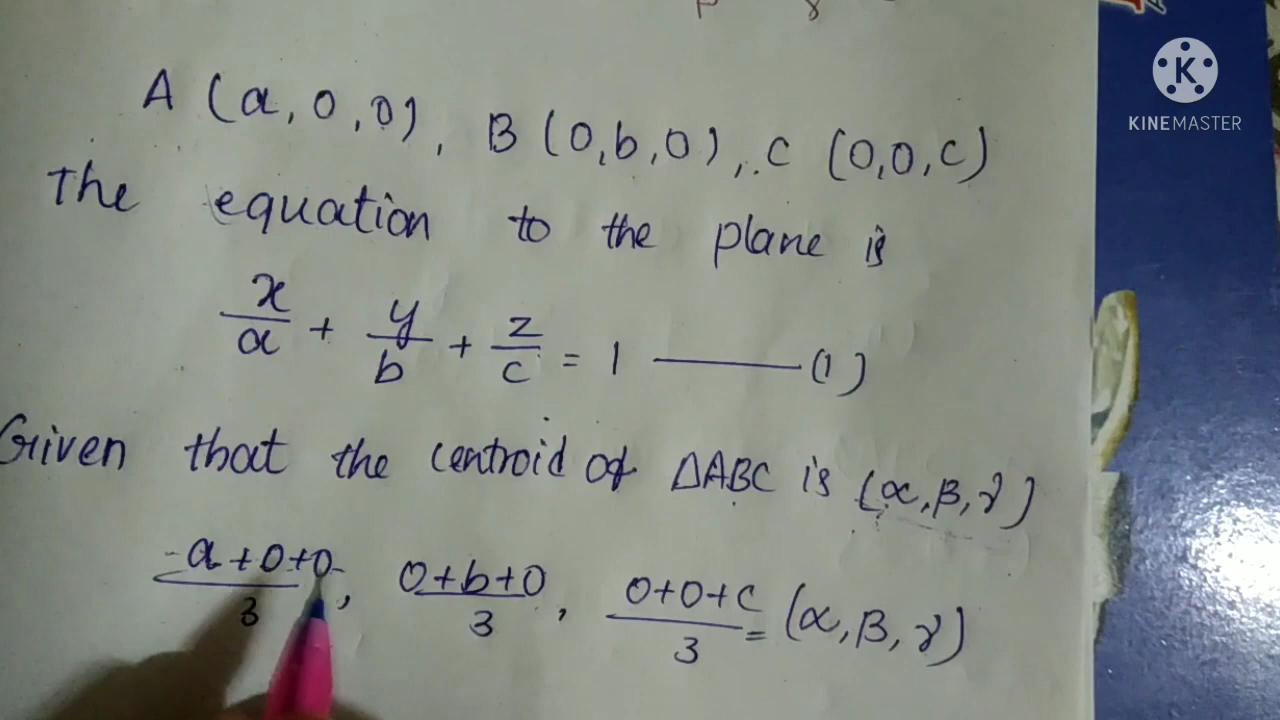 A (a, 0, 0), B (0, b, 0), C (0, 0, c)
The equation to the plane is
x/a + y/b + z/c = 1 ——— (1)
Given that the centroid of ΔABC is (α, β, γ)
a+0+0/3, 0+b+0/3, 0+0+c/3 = (α, β, γ)
K
KINEMASTER